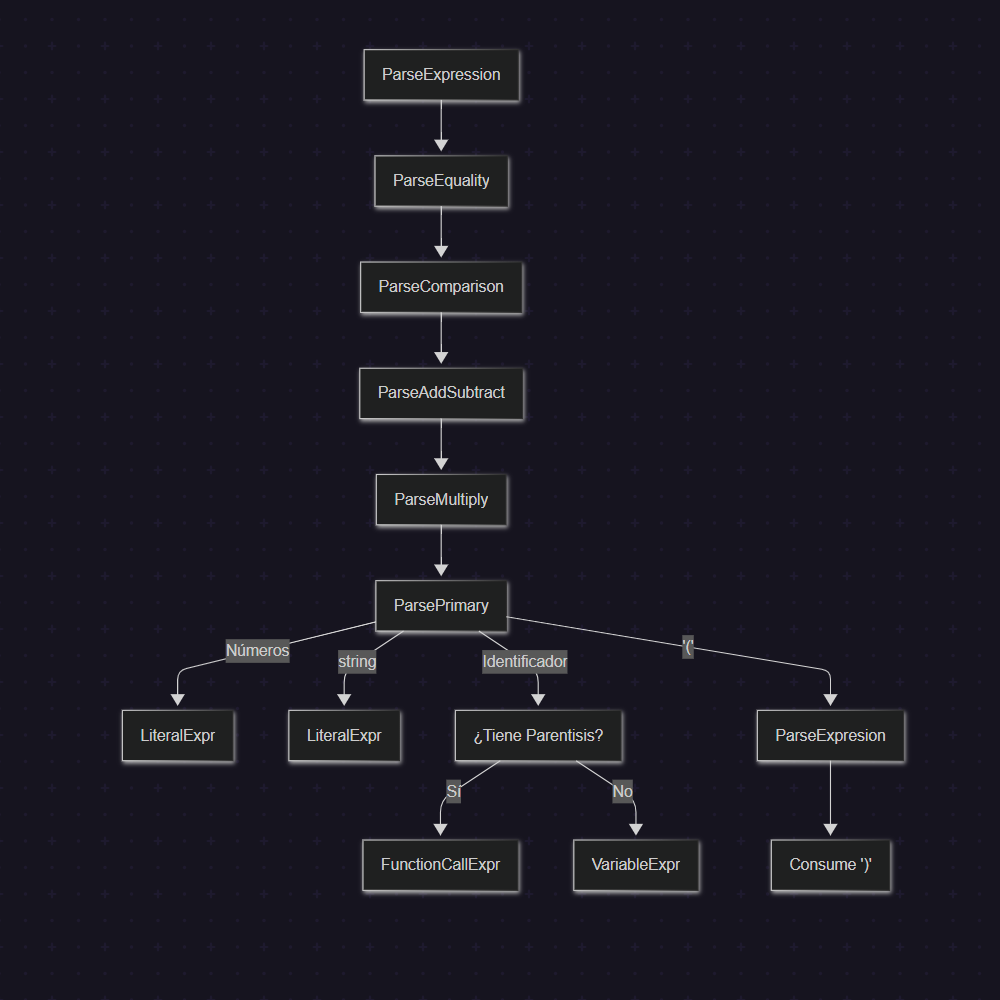 ParseExpression
ParseEquality
ParseComparison
ParseAddSubtract
ParseMultiply
ParsePrimary
Números
string
Identificador
'('
LiteralExpr
LiteralExpr
¿Tiene Parentisis?
ParseExpresion
Sí
No
FunctionCallExpr
VariableExpr
Consume ')'